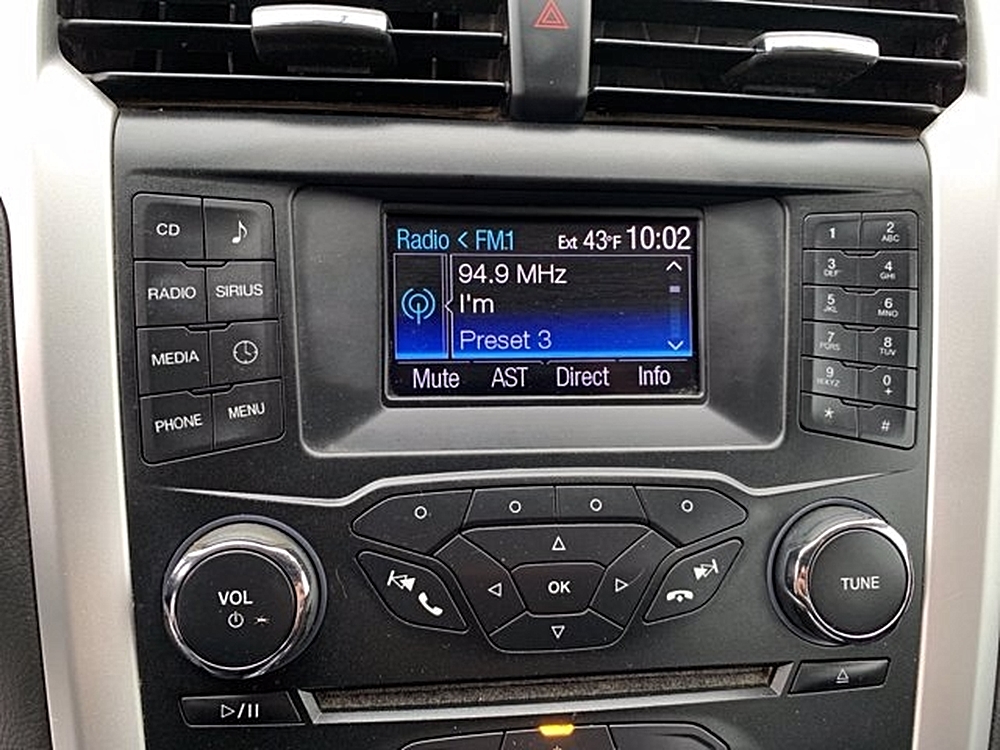 Radio < FM1 Ext 43°F 10:02
94.9 MHz
I'm
Preset 3
Mute AST Direct Info
CD
RADIO SIRIUS
MEDIA
PHONE MENU
1 2 ABC
3 DEF 4 GHI
5 JKL 6 MNO
7 PQRS 8 TUV
9 WXYZ 0 +
* #
VOL
OK
TUNE